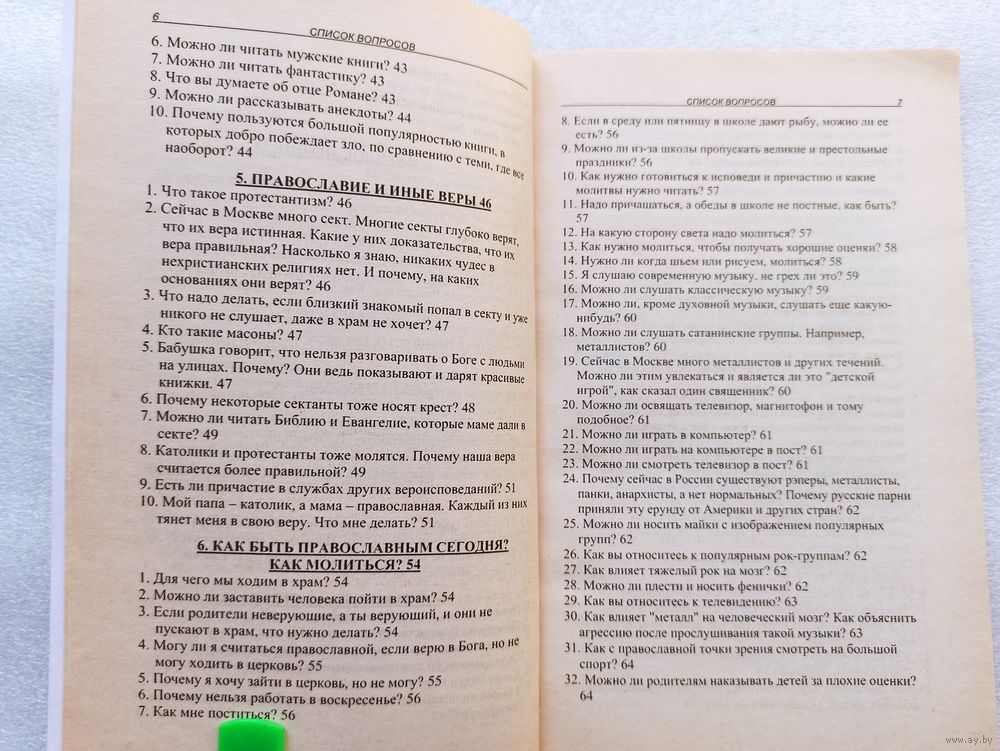 6
СПИСОК ВОПРОСОВ
6. Можно ли читать мужские книги? 43
7. Можно ли читать фантастику? 43
8. Что вы думаете об отце Романе? 43
9. Можно ли рассказывать анекдоты? 44
10. Почему пользуются большой популярностью книги, в
которых добро побеждает зло, по сравнению с теми, где все
наоборот? 44
5. ПРАВОСЛАВИЕ И ИНЫЕ ВЕРЫ 46
1. Что такое протестантизм? 46
2. Сейчас в Москве много сект. Многие секты глубоко верят,
что их вера истинная. Какие у них доказательства, что их
вера правильная? Насколько я знаю, никаких чудес в
нехристианских религиях нет. И почему, на каких
основаниях они верят? 46
3. Что надо делать, если близкий знакомый попал в секту и уже
никого не слушает, даже в храм не хочет? 47
4. Кто такие масоны? 47
5. Бабушка говорит, что нельзя разговаривать о Боге с людьми
на улицах. Почему? Они ведь показывают и дарят красивые
книжки. 47
6. Почему некоторые сектанты тоже носят крест? 48
7. Можно ли читать Библию и Евангелие, которые маме дали в
секте? 49
8. Католики и протестанты тоже молятся. Почему наша вера
считается более правильной? 49
9. Есть ли причастие в службах других вероисповеданий? 51
10. Мой папа – католик, а мама – православная. Каждый из них
тянет меня в свою веру. Что мне делать? 51
6. КАК БЫТЬ ПРАВОСЛАВНЫМ СЕГОДНЯ?
КАК МОЛИТЬСЯ? 54
1. Для чего мы ходим в храм? 54
2. Можно ли заставить человека пойти в храм? 54
3. Если родители неверующие, а ты верующий, и они не
пускают в храм, что нужно делать? 54
4. Могу ли я считаться православной, если верю в Бога, но не
могу ходить в церковь? 55
5. Почему я хочу зайти в церковь, но не могу? 55
6. Почему нельзя работать в воскресенье? 56
7. Как мне поститься? 56
СПИСОК ВОПРОСОВ
7
8. Если в среду или пятницу в школе дают рыбу, можно ли ее
есть? 56
9. Можно ли из-за школы пропускать великие и престольные
праздники? 56
10. Как нужно готовиться к исповеди и причастию и какие
молитвы нужно читать? 57
11. Надо причащаться, а обеды в школе не постные, как быть?
57
12. На какую сторону света надо молиться? 57
13. Как нужно молиться, чтобы получать хорошие оценки? 58
14. Нужно ли когда шьем или рисуем, молиться? 58
15. Я слушаю современную музыку, не грех ли это? 59
16. Можно ли слушать классическую музыку? 59
17. Можно ли, кроме духовной музыки, слушать еще какую-
нибудь? 60
18. Можно ли слушать сатанинские группы. Например,
металлистов? 60
19. Сейчас в Москве много металлистов и других течений.
Можно ли этим увлекаться и является ли это "детской
игрой", как сказал один священник? 60
20. Можно ли освящать телевизор, магнитофон и тому
подобное? 61
21. Можно ли играть в компьютер? 61
22. Можно ли играть на компьютере в пост? 61
23. Можно ли смотреть телевизор в пост? 61
24. Почему сейчас в России существуют рэперы, металлисты,
панки, анархисты, а нет нормальных? Почему русские парни
приняли эту ерунду от Америки и других стран? 62
25. Можно ли носить майки с изображением популярных
групп? 62
26. Как вы относитесь к популярным рок-группам? 62
27. Как влияет тяжелый рок на мозг? 62
28. Можно ли плести и носить фенички? 62
29. Как вы относитесь к телевидению? 63
30. Как влияет "металл" на человеческий мозг? Как объяснить
агрессию после прослушивания такой музыки? 63
31. Как с православной точки зрения смотреть на большой
спорт? 64
32. Можно ли родителям наказывать детей за плохие оценки?
64
www.ay.by